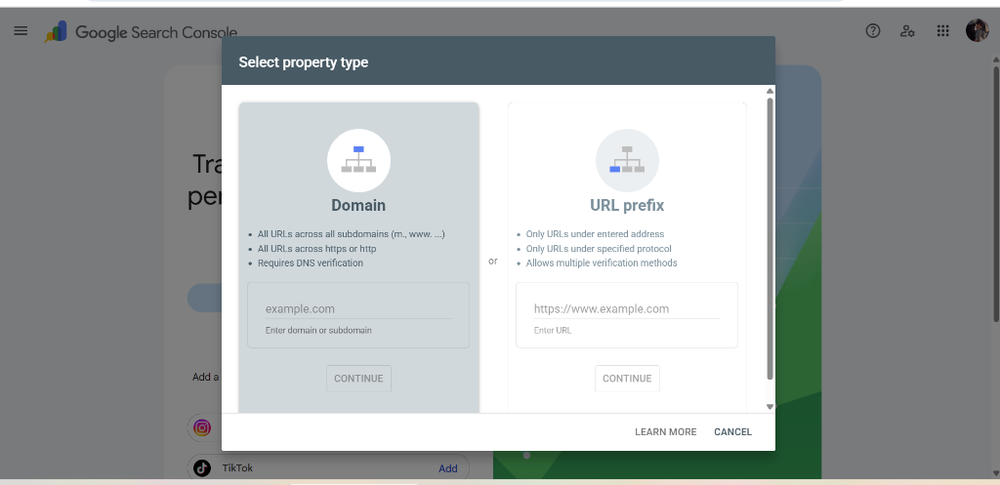 Google Search Console
Select property type
Tra
per
Domain
All URLs across all subdomains (m., www. ...)
All URLs across https or http
Requires DNS verification
example.com
Enter domain or subdomain
CONTINUE
or
URL prefix
Only URLs under entered address
Only URLs under specified protocol
Allows multiple verification methods
https://www.example.com
Enter URL
CONTINUE
Add a
LEARN MORE
CANCEL
TikTok
Add